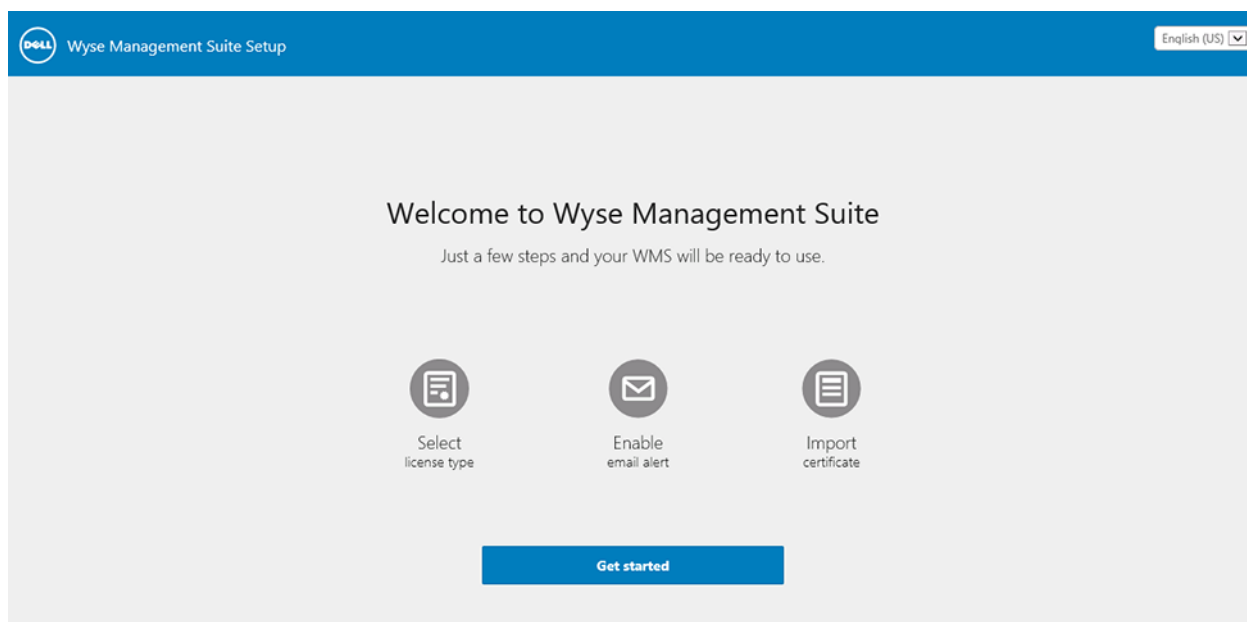 DELL
Wyse Management Suite Setup
English (US)
Welcome to Wyse Management Suite
Just a few steps and your WMS will be ready to use.
Select
license type
Enable
email alert
Import
certificate
Get started